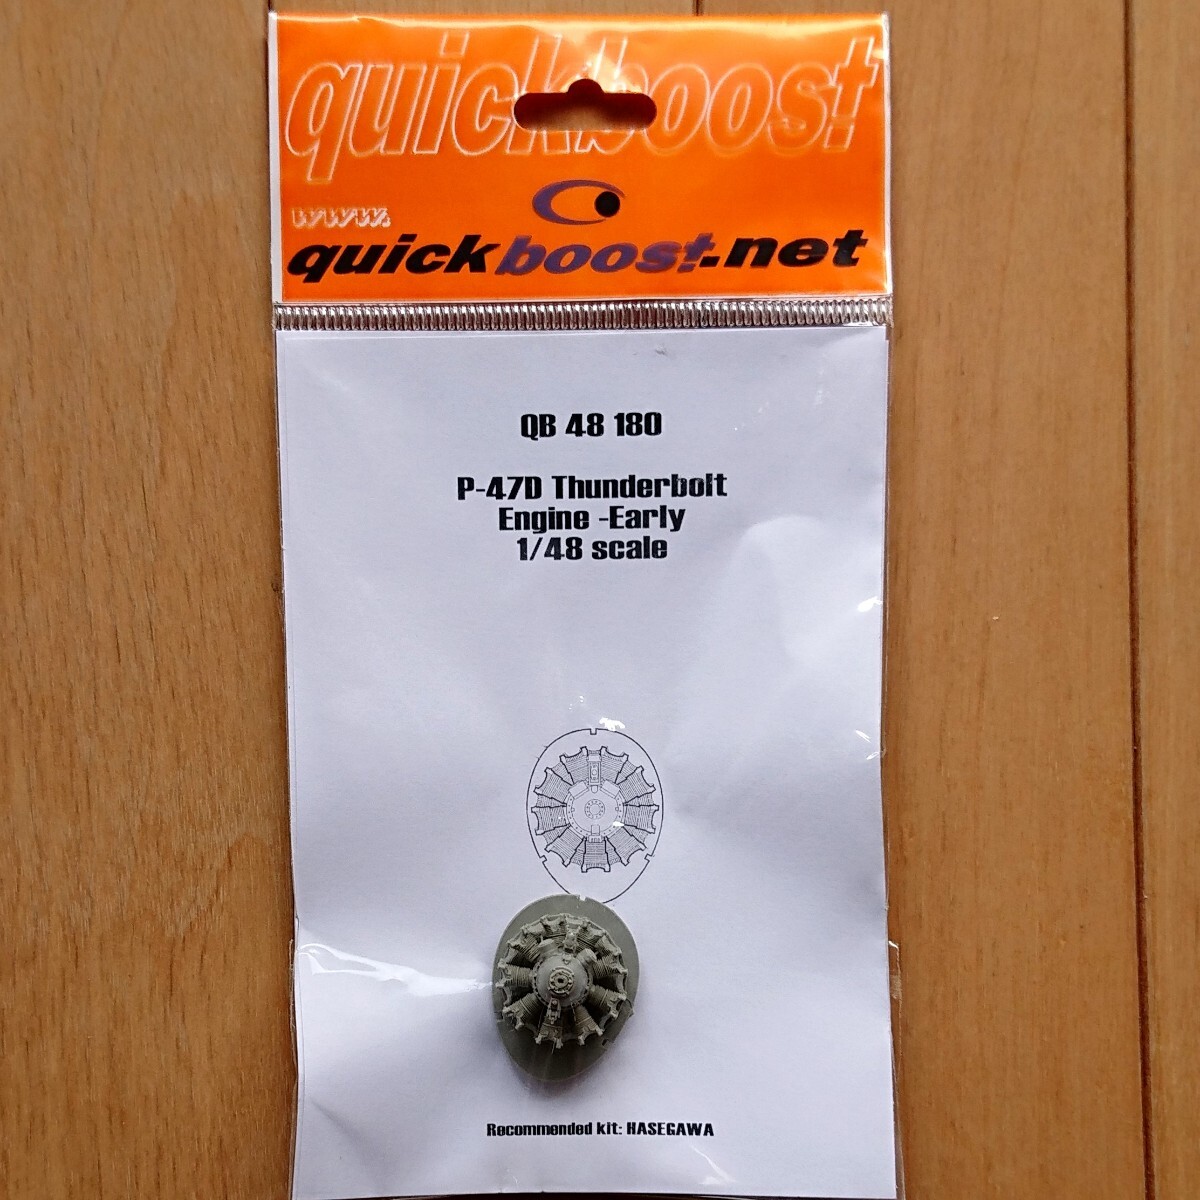 quickboost
www.
quickboost.net
QB 48 180
P-47D Thunderbolt
Engine -Early
1/48 scale
Recommended kit: HASEGAWA